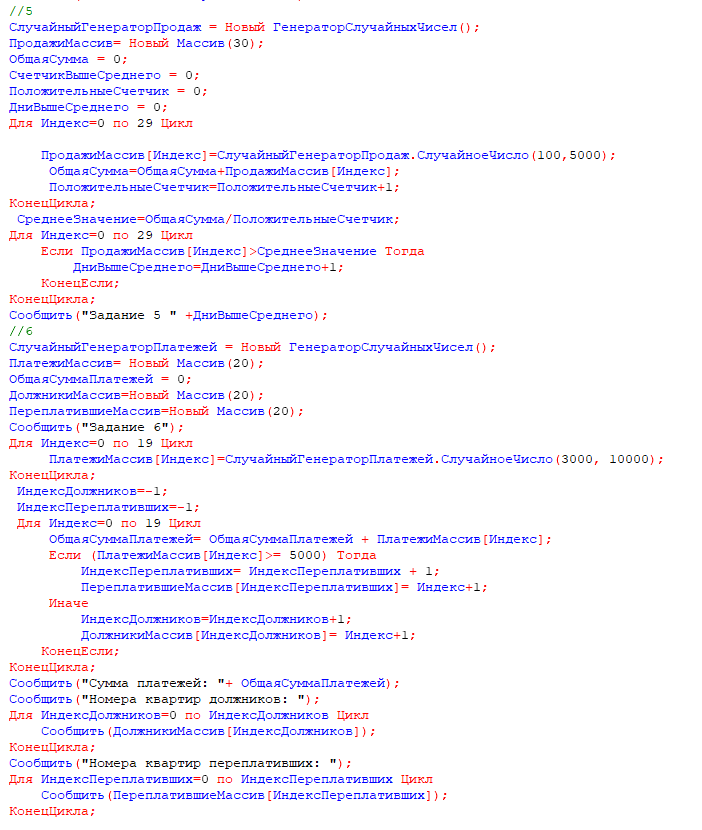 //5
СлучайныйГенераторПродаж = Новый ГенераторСлучайныхЧисел();
ПродажиМассив= Новый Массив(30);
ОбщаяСумма = 0;
СчетчикВышеСреднего = 0;
ПоложительныеСчетчик = 0;
ДниВышеСреднего = 0;
Для Индекс=0 по 29 Цикл
ПродажиМассив[Индекс]=СлучайныйГенераторПродаж.СлучайноеЧисло(100,5000);
ОбщаяСумма=ОбщаяСумма+ПродажиМассив[Индекс];
ПоложительныеСчетчик=ПоложительныеСчетчик+1;
КонецЦикла;
СреднееЗначение=ОбщаяСумма/ПоложительныеСчетчик;
Для Индекс=0 по 29 Цикл
Если ПродажиМассив[Индекс]>СреднееЗначение Тогда
ДниВышеСреднего=ДниВышеСреднего+1;
КонецЕсли;
КонецЦикла;
Сообщить("Задание 5 " +ДниВышеСреднего);
//6
СлучайныйГенераторПлатежей = Новый ГенераторСлучайныхЧисел();
ПлатежиМассив= Новый Массив(20);
ОбщаяСуммаПлатежей = 0;
ДолжникиМассив=Новый Массив(20);
ПереплатившиеМассив=Новый Массив(20);
Сообщить("Задание 6");
Для Индекс=0 по 19 Цикл
ПлатежиМассив[Индекс]=СлучайныйГенераторПлатежей.СлучайноеЧисло(3000, 10000);
КонецЦикла;
ИндексДолжников=-1;
ИндексПереплативших=-1;
Для Индекс=0 по 19 Цикл
ОбщаяСуммаПлатежей= ОбщаяСуммаПлатежей + ПлатежиМассив[Индекс];
Если (ПлатежиМассив[Индекс]>= 5000) Тогда
ИндексПереплативших= ИндексПереплативших + 1;
ПереплатившиеМассив[ИндексПереплативших]= Индекс+1;
Иначе
ИндексДолжников=ИндексДолжников+1;
ДолжникиМассив[ИндексДолжников]= Индекс+1;
КонецЕсли;
КонецЦикла;
Сообщить("Сумма платежей: "+ ОбщаяСуммаПлатежей);
Сообщить("Номера квартир должников: ");
Для ИндексДолжников=0 по ИндексДолжников Цикл
Сообщить(ДолжникиМассив[ИндексДолжников]);
КонецЦикла;
Сообщить("Номера квартир переплативших: ");
Для ИндексПереплативших=0 по ИндексПереплативших Цикл
Сообщить(ПереплатившиеМассив[ИндексПереплативших]);
КонецЦикла;